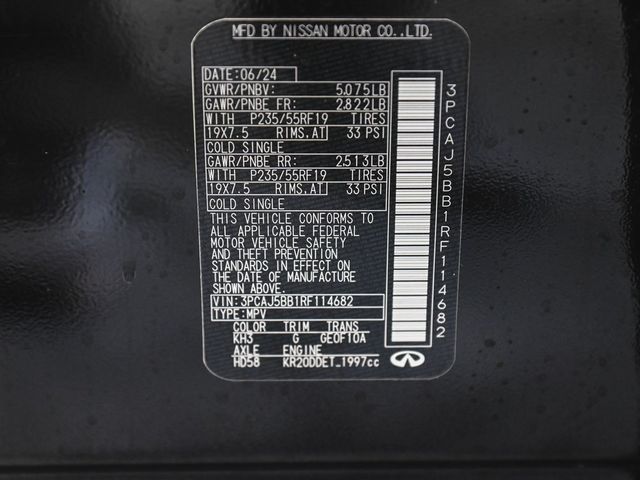 MFD BY NISSAN MOTOR CO.,LTD.
DATE:06/24
GVWR/PNBV: 5.075LB
GAWR/PNBE FR: 2.822LB
WITH P235/55RF19 TIRES
19X7.5 RIMS.AT 33 PSI
COLD SINGLE
GAWR/PNBE RR: 2.513LB
WITH P235/55RF19 TIRES
19X7.5 RIMS.AT 33 PSI
COLD SINGLE
THIS VEHICLE CONFORMS TO
ALL APPLICABLE FEDERAL
MOTOR VEHICLE SAFETY
AND THEFT PREVENTION
STANDARDS IN EFFECT ON
THE DATE OF MANUFACTURE
SHOWN ABOVE.
VIN: 3PCAJ5BB1RF114682
TYPE:MPV
COLOR TRIM TRANS
KH3 G GE0F10A
AXLE ENGINE
HD58 KR20DDET_1997cc
3PCAJ5BB1RF114682